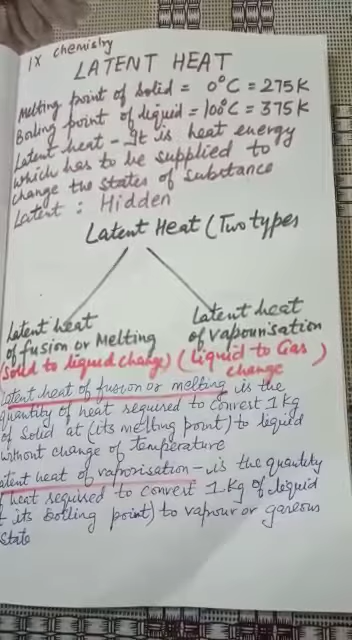 IX chemistry
LATENT HEAT
Melting point of Solid = 0°C = 275K
Boiling point of liquid = 100°C = 375K
Latent heat - It is heat energy
which has to be supplied to
change the states of substance
Latent : Hidden
Latent Heat (Two types
Latent heat
of fusion or Melting
(Solid to liquid change)
Latent heat
of vapourisation
(Liquid to Gas)
change
Latent heat of fusion or melting is the
quantity of heat required to convert 1 kg
of Solid at (its melting point) to liquid
without change of temperature
Latent heat of vaporisation - is the quantity
f heat required to convert 1 kg of liquid
t its boiling point) to vapour or gaseous
state